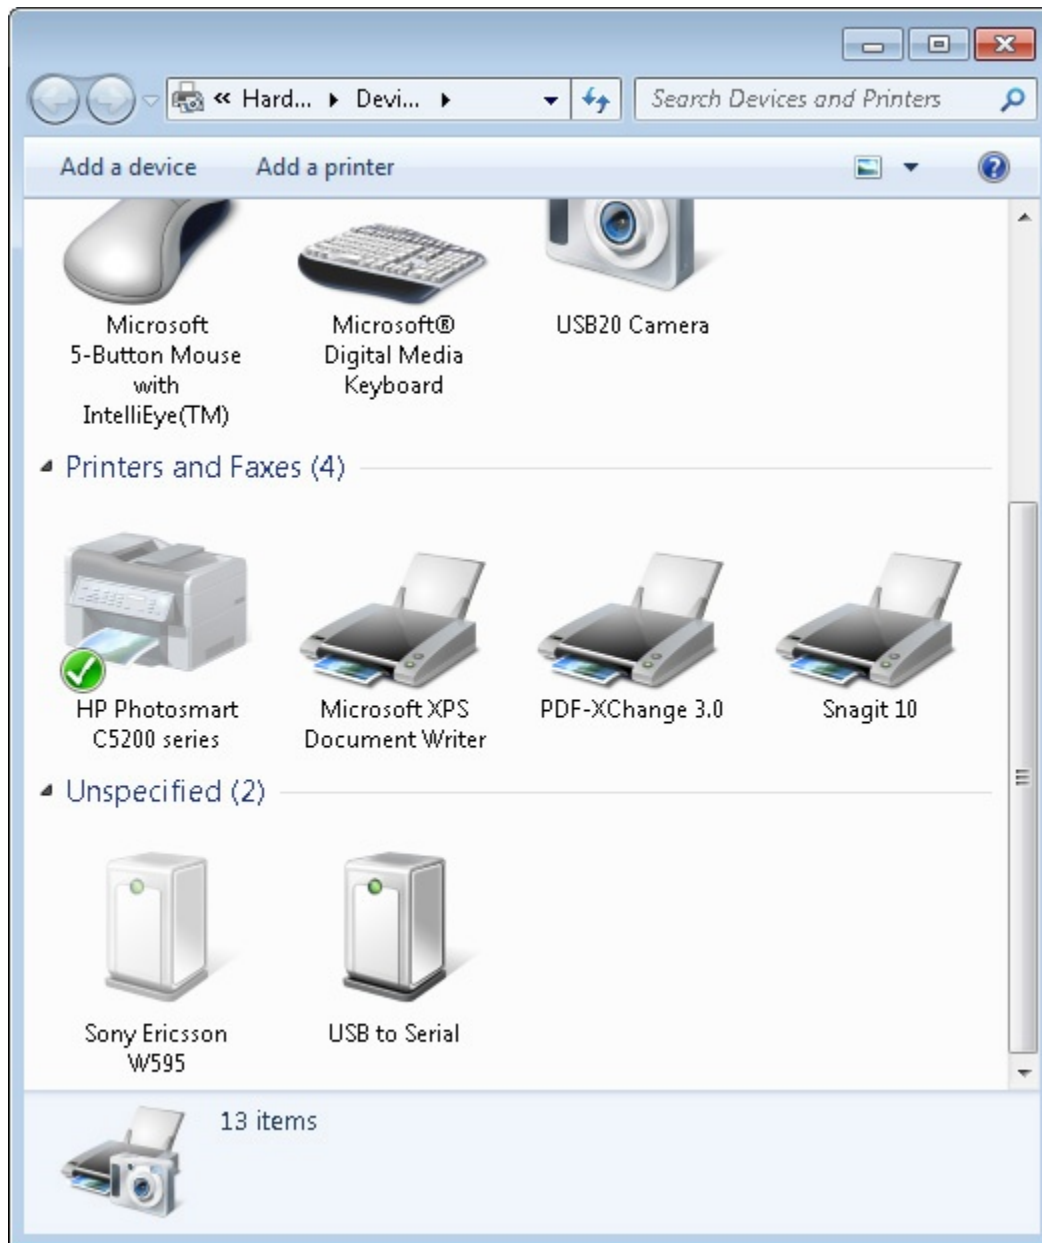 « Hard... ▸ Devi... ▸
Search Devices and Printers
Add a device
Add a printer
Microsoft
5-Button Mouse
with
IntelliEye(TM)
Microsoft®
Digital Media
Keyboard
USB20 Camera
Printers and Faxes (4)
HP Photosmart
C5200 series
Microsoft XPS
Document Writer
PDF-XChange 3.0
Snagit 10
Unspecified (2)
Sony Ericsson
W595
USB to Serial
13 items